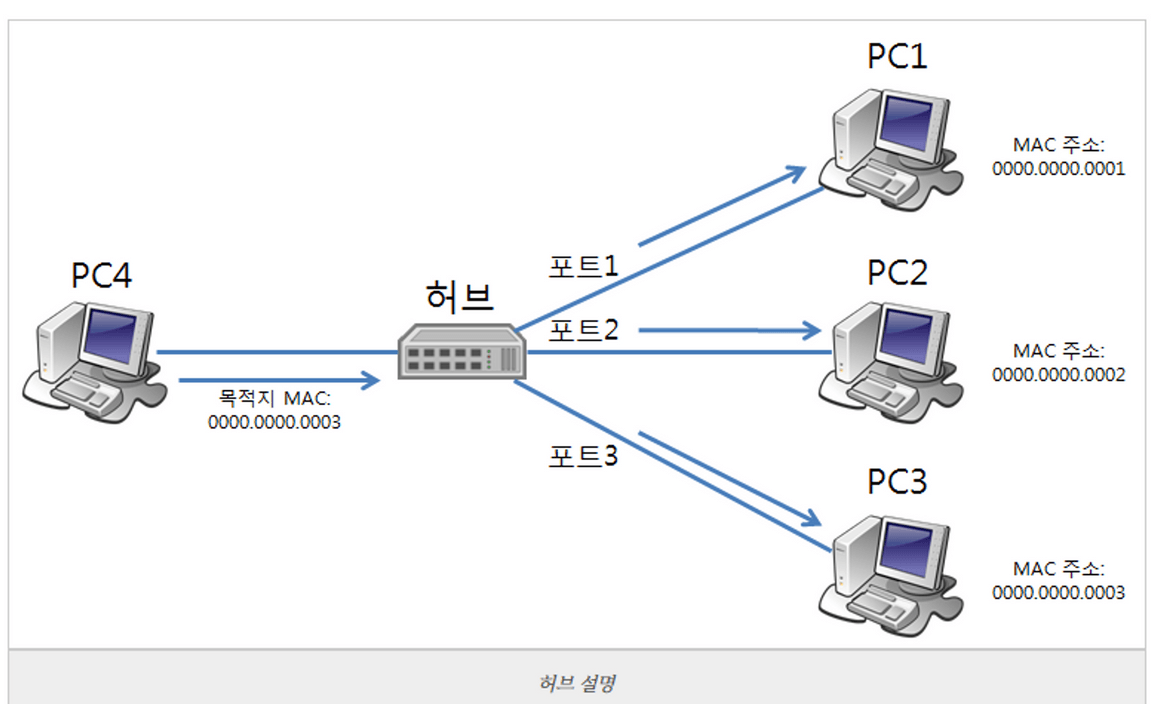 PC1
MAC 주소:
0000.0000.0001
포트1
PC4
허브
PC2
포트2
MAC 주소:
0000.0000.0002
목적지 MAC:
0000.0000.0003
포트3
PC3
MAC 주소:
0000.0000.0003
허브 설명